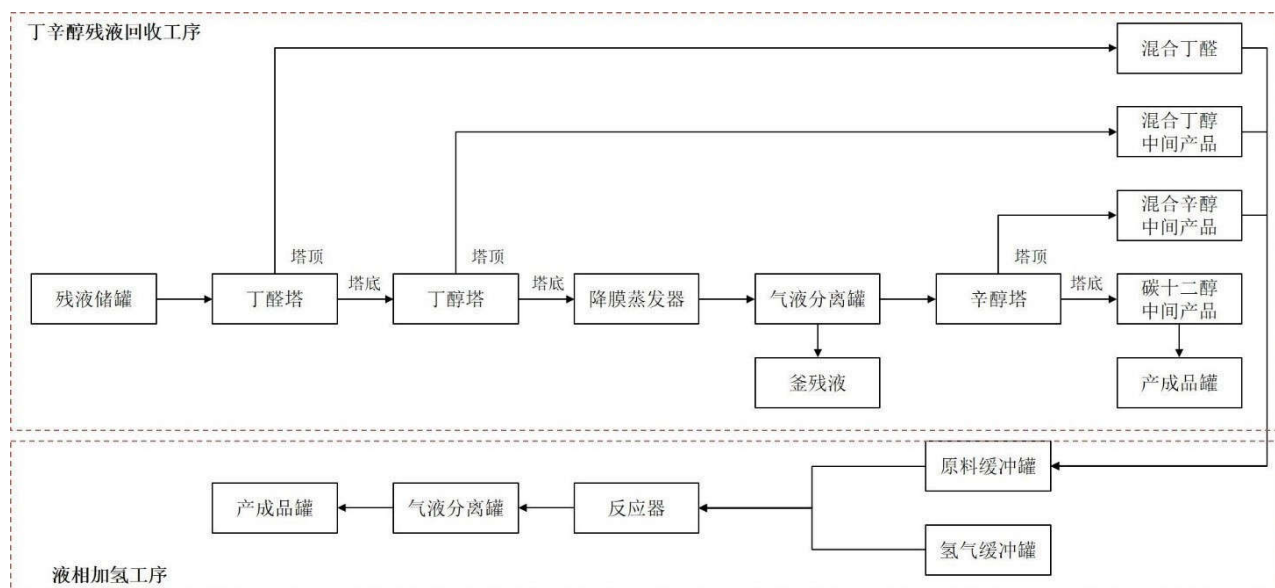 丁辛醇残液回收工序
混合丁醛
混合丁醇
中间产品
混合辛醇
中间产品
塔顶
塔顶
塔顶
残液储罐
丁醛塔
塔底
丁醇塔
塔底
降膜蒸发器
气液分离罐
辛醇塔
塔底
碳十二醇
中间产品
釜残液
产成品罐
原料缓冲罐
产成品罐
气液分离罐
反应器
氢气缓冲罐
液相加氢工序